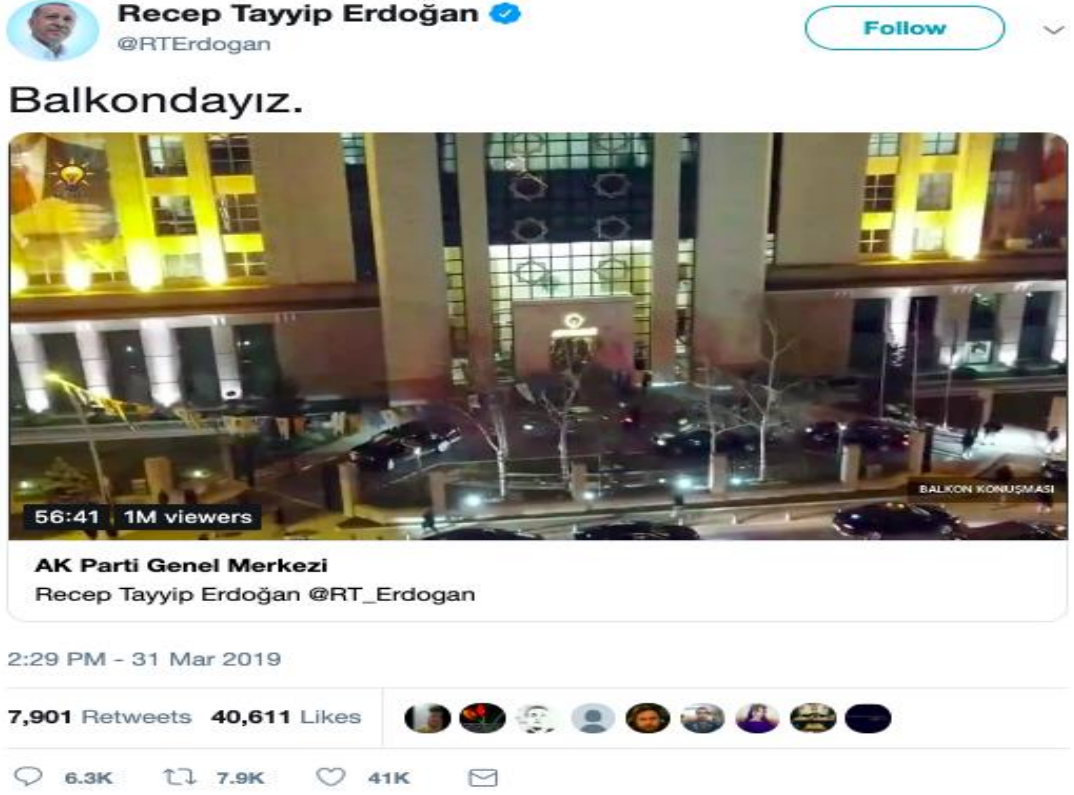 Recep Tayyip Erdoğan
@RTErdogan
Follow
Balkondayız.
BALKON KONUŞMASI
56:41 1M viewers
AK Parti Genel Merkezi
Recep Tayyip Erdoğan @RT_Erdogan
2:29 PM - 31 Mar 2019
7,901 Retweets 40,611 Likes
6.3K 7.9K 41K